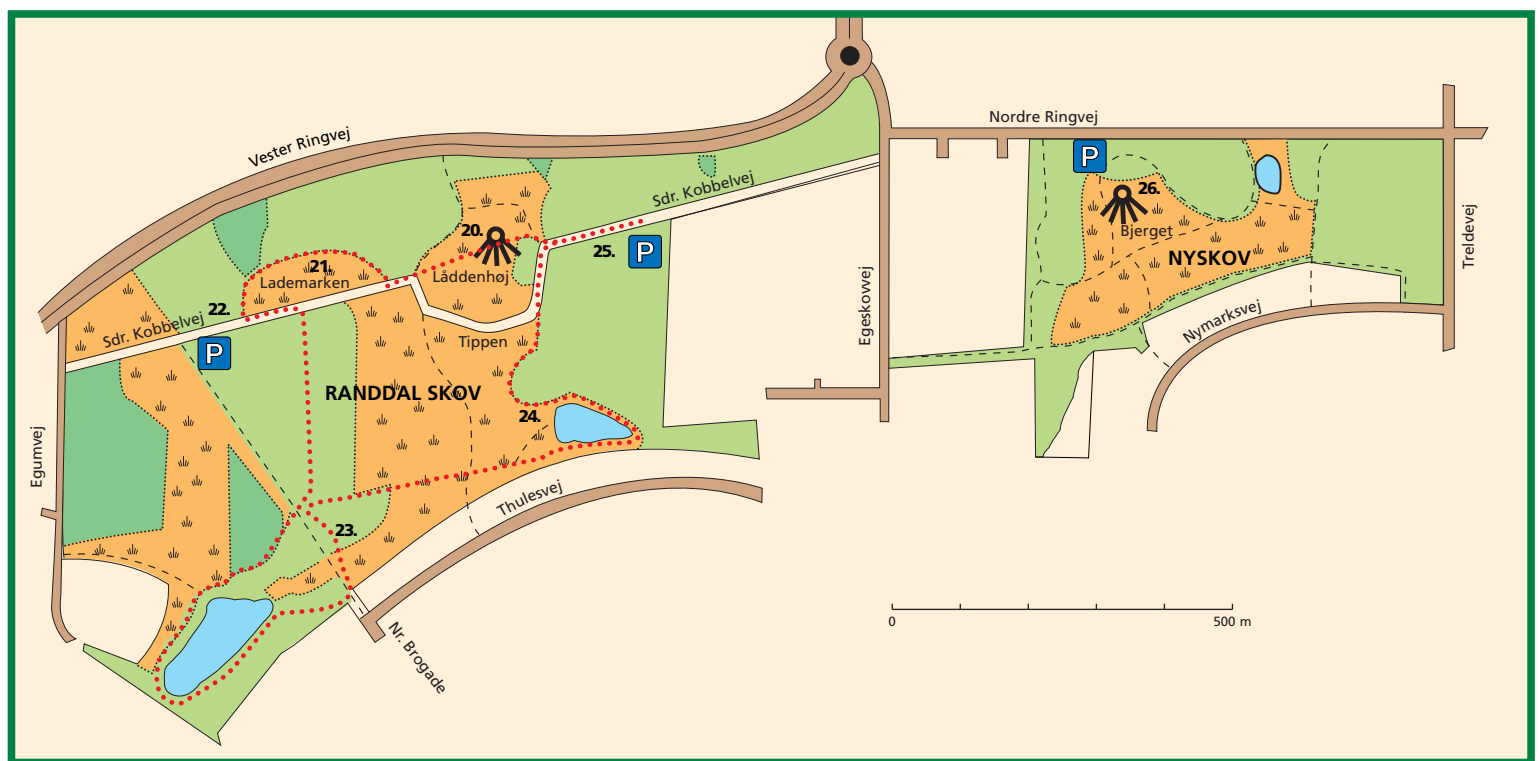 Vester Ringvej
Nordre Ringvej
P
26.
Bjerget
NYSKOV
Treldevej
Nymarksvej
Egeskovvej
Sdr. Kobbelvej
20.
Låddenhøj
25.
P
21.
Lademarken
22.
Sdr. Kobbelvej
P
Tippen
RANDDAL SKOV
24.
Egumvej
Thulesvej
23.
Nr. Brogade
0
500 m